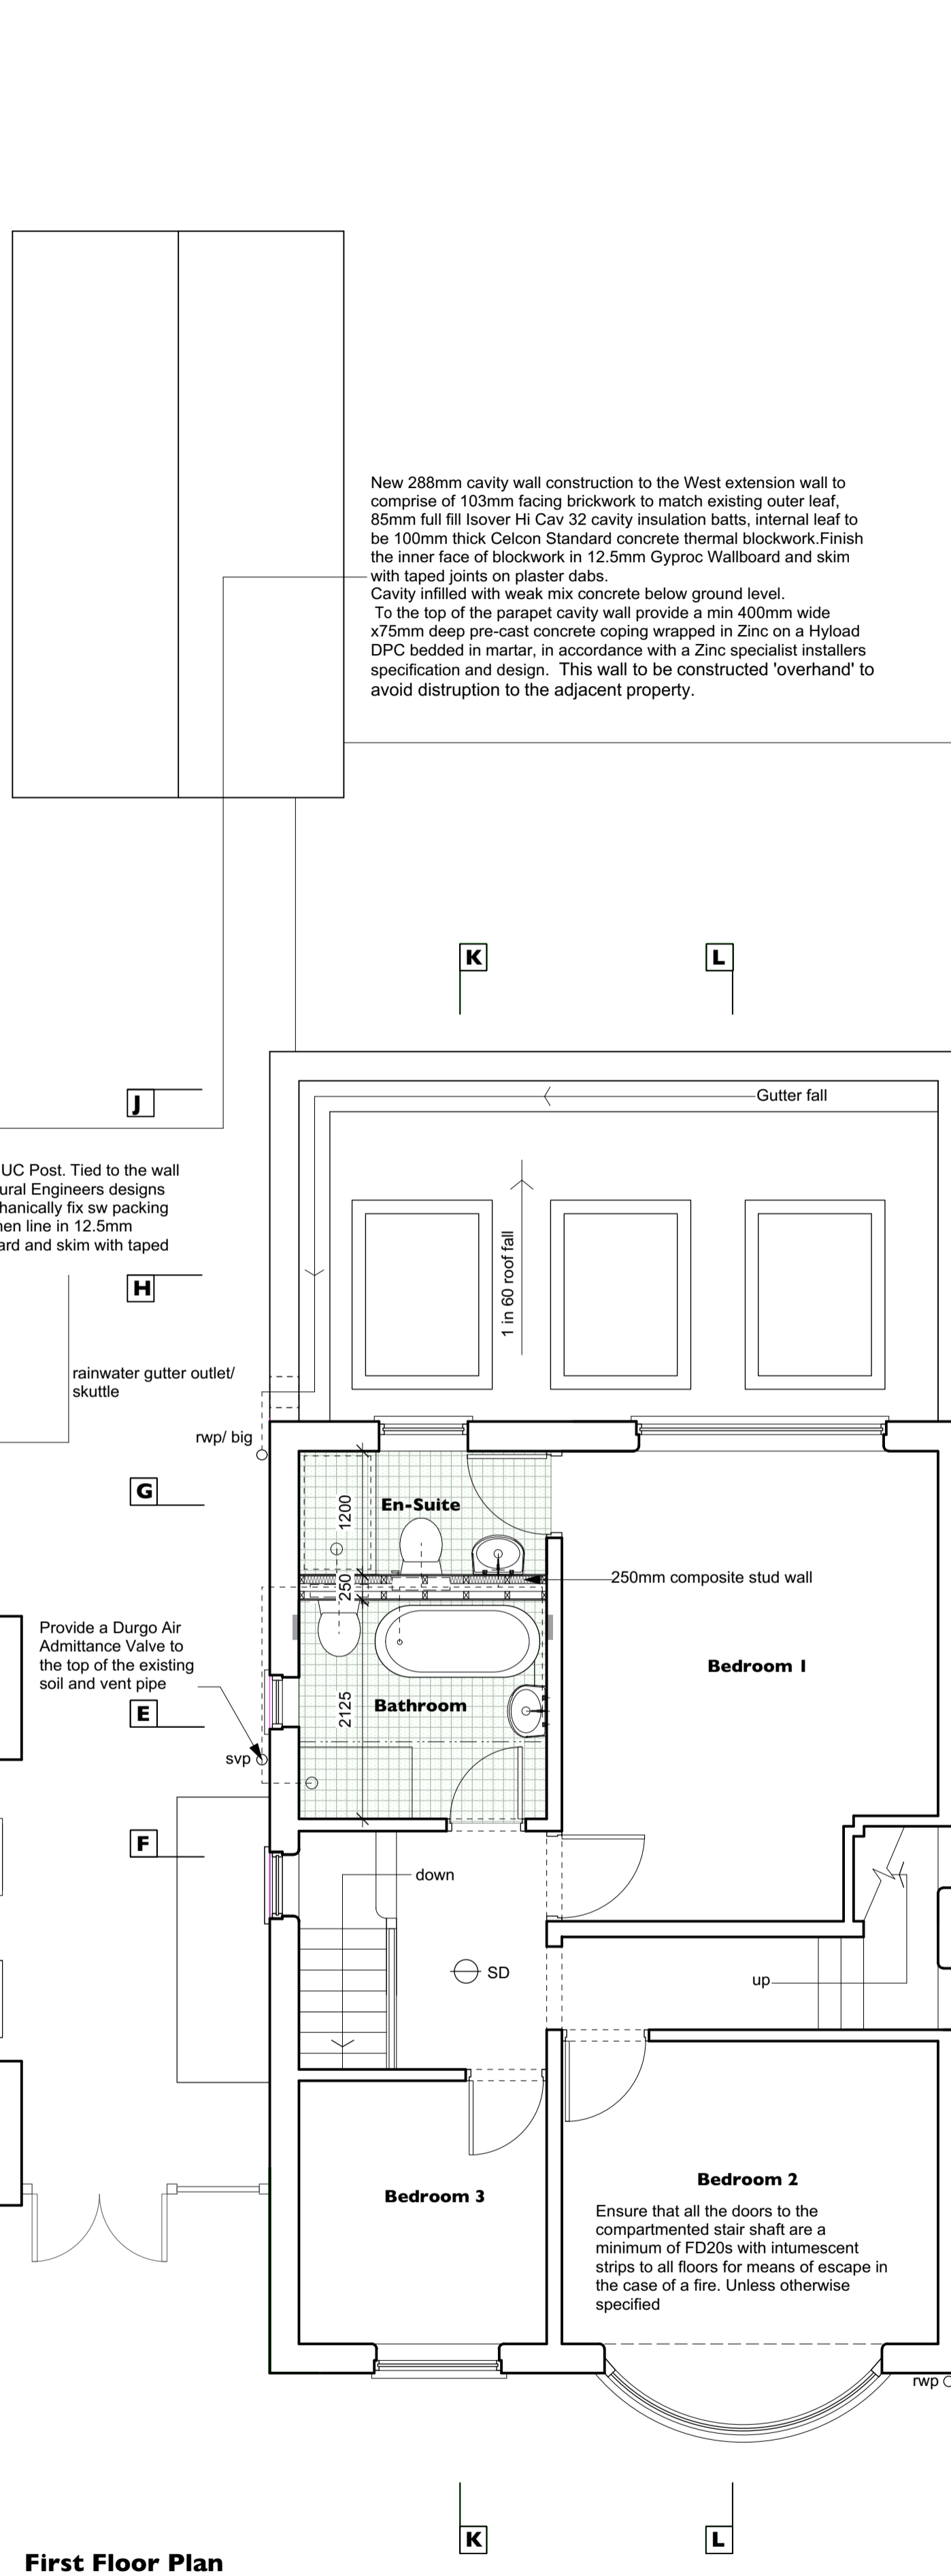 New 288mm cavity wall construction to the West extension wall to
comprise of 103mm facing brickwork to match existing outer leaf,
85mm full fill Isover Hi Cav 32 cavity insulation batts, internal leaf to
be 100mm thick Celcon Standard concrete thermal blockwork.Finish
the inner face of blockwork in 12.5mm Gyproc Wallboard and skim
with taped joints on plaster dabs.
Cavity infilled with weak mix concrete below ground level.
To the top of the parapet cavity wall provide a min 400mm wide
x75mm deep pre-cast concrete coping wrapped in Zinc on a Hyload
DPC bedded in martar, in accordance with a Zinc specialist installers
specification and design. This wall to be constructed 'overhand' to
avoid distruption to the adjacent property.
K
L
J
Gutter fall
UC Post. Tied to the wall
ural Engineers designs
hanically fix sw packing
hen line in 12.5mm
ard and skim with taped
1 in 60 roof fall
H
rainwater gutter outlet/
skuttle
rwp/ big
G
En-Suite
1200
250
250mm composite stud wall
Provide a Durgo Air
Admittance Valve to
the top of the existing
soil and vent pipe
Bedroom 1
E
Bathroom
2125
svp
F
down
SD
up
Bedroom 3
Bedroom 2
Ensure that all the doors to the
compartmented stair shaft are a
minimum of FD20s with intumescent
strips to all floors for means of escape in
the case of a fire. Unless otherwise
specified
rwp
K
L
First Floor Plan